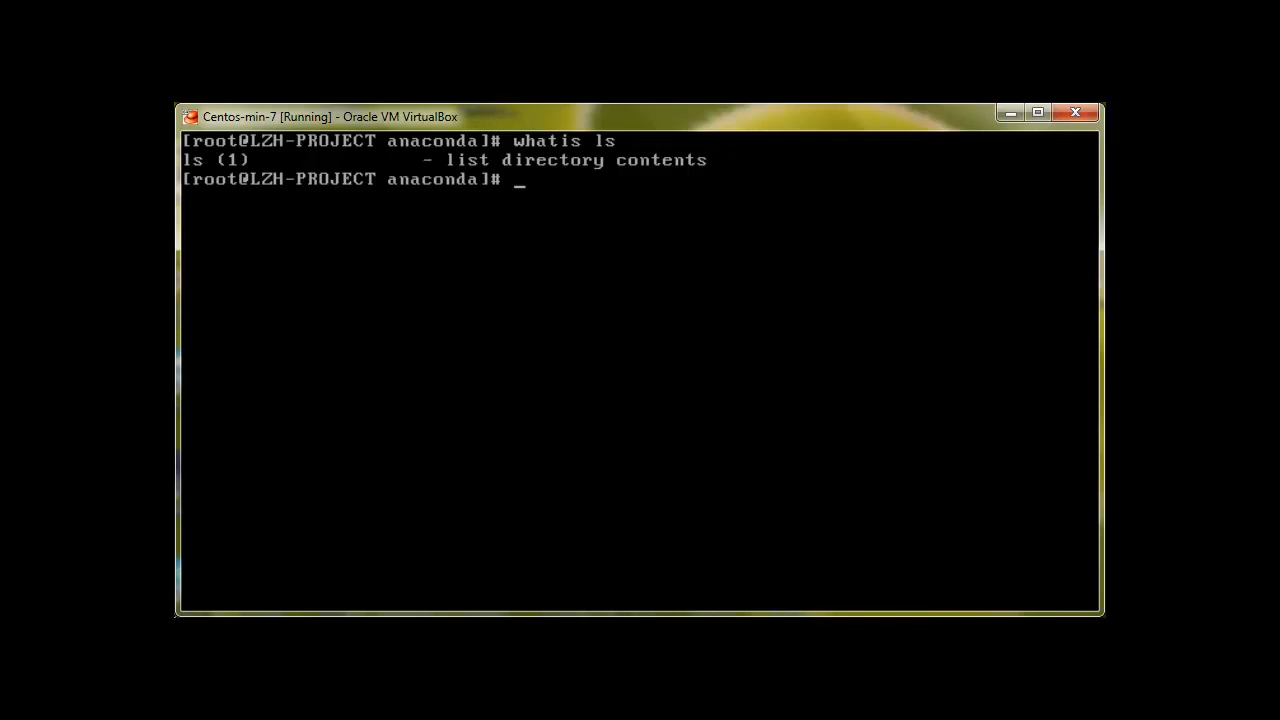 Centos-min-7 [Running] - Oracle VM VirtualBox
[root@LZH-PROJECT anaconda]# whatis ls
ls (1)               - list directory contents
[root@LZH-PROJECT anaconda]# _